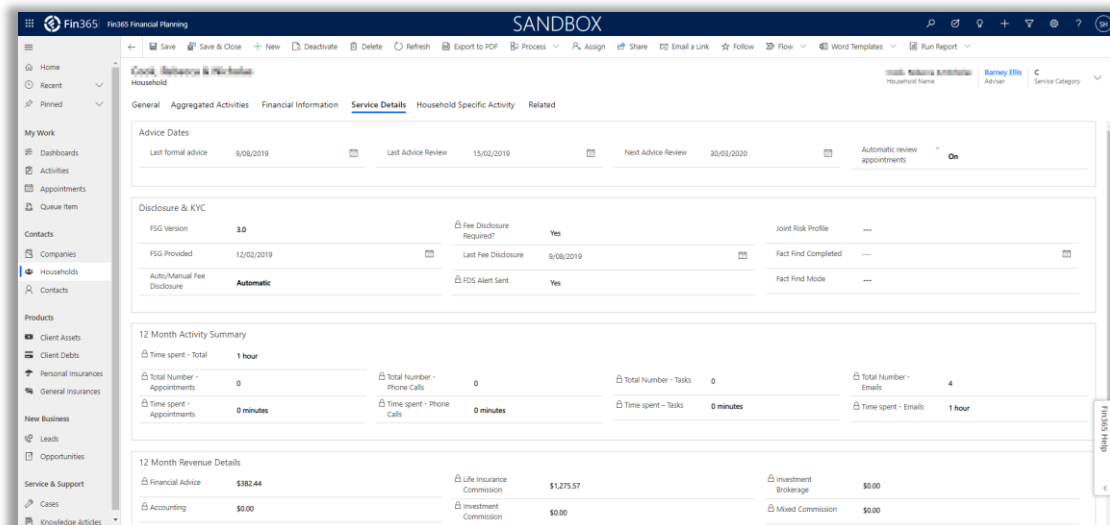 Fin365 Fin365 Financial Planning SANDBOX ? SH
Save Save & Close + New Deactivate Delete Refresh Export to PDF Process Assign Share Email a Link Follow Flow Word Templates Run Report
Home
Recent
Pinned
My Work
Dashboards
Activities
Appointments
Queue Item
Contacts
Companies
Households
Contacts
Products
Client Assets
Client Debts
Personal Insurances
General Insurances
New Business
Leads
Opportunities
Service & Support
Cases
Knowledge Articles
Household
Household Name
Barney Ellis
Adviser
C
Service Category
General Aggregated Activities Financial Information Service Details Household Specific Activity Related
Advice Dates
Last formal advice 9/08/2019 Last Advice Review 15/02/2019 Next Advice Review 30/03/2020 Automatic review appointments * On
Disclosure & KYC
FSG Version 3.0 Fee Disclosure Required? Yes Joint Risk Profile ---
FSG Provided 12/02/2019 Last Fee Disclosure 9/08/2019 Fact Find Completed ---
Auto/Manual Fee Disclosure Automatic FDS Alert Sent Yes Fact Find Mode ---
12 Month Activity Summary
Time spent - Total 1 hour
Total Number - Appointments 0 Total Number - Phone Calls 0 Total Number - Tasks 0 Total Number - Emails 4
Time spent - Appointments 0 minutes Time spent - Phone Calls 0 minutes Time spent – Tasks 0 minutes Time spent - Emails 1 hour
12 Month Revenue Details
Financial Advice $382.44 Life Insurance Commission $1,275.57 Investment Brokerage $0.00
Accounting $0.00 Investment Commission $0.00 Mixed Commission $0.00
Fin365 Help